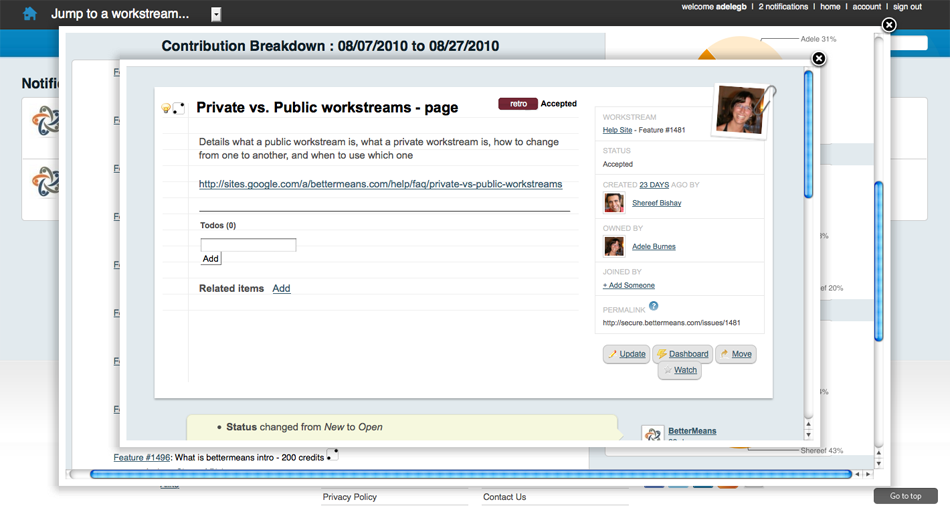 Jump to a workstream...
welcome adelegb | 2 notifications | home | account | sign out
Contribution Breakdown : 08/07/2010 to 08/27/2010
Adele 31%
Private vs. Public workstreams - page
retro Accepted
Details what a public workstream is, what a private workstream is, how to change
from one to another, and when to use which one
http://sites.google.com/a/bettermeans.com/help/faq/private-vs-public-workstreams
Todos (0)
Add
Related items Add
WORKSTREAM
Help Site - Feature #1481
STATUS
Accepted
CREATED 23 DAYS AGO BY
Shereef Bishay
OWNED BY
Adele Burnes
JOINED BY
+ Add Someone
PERMALINK ?
http://secure.bettermeans.com/issues/1481
Update Dashboard Move
Watch
Status changed from New to Open
BetterMeans
Feature #1496: What is bettermeans intro - 200 credits
Shereef 43%
Privacy Policy
Contact Us
Go to top